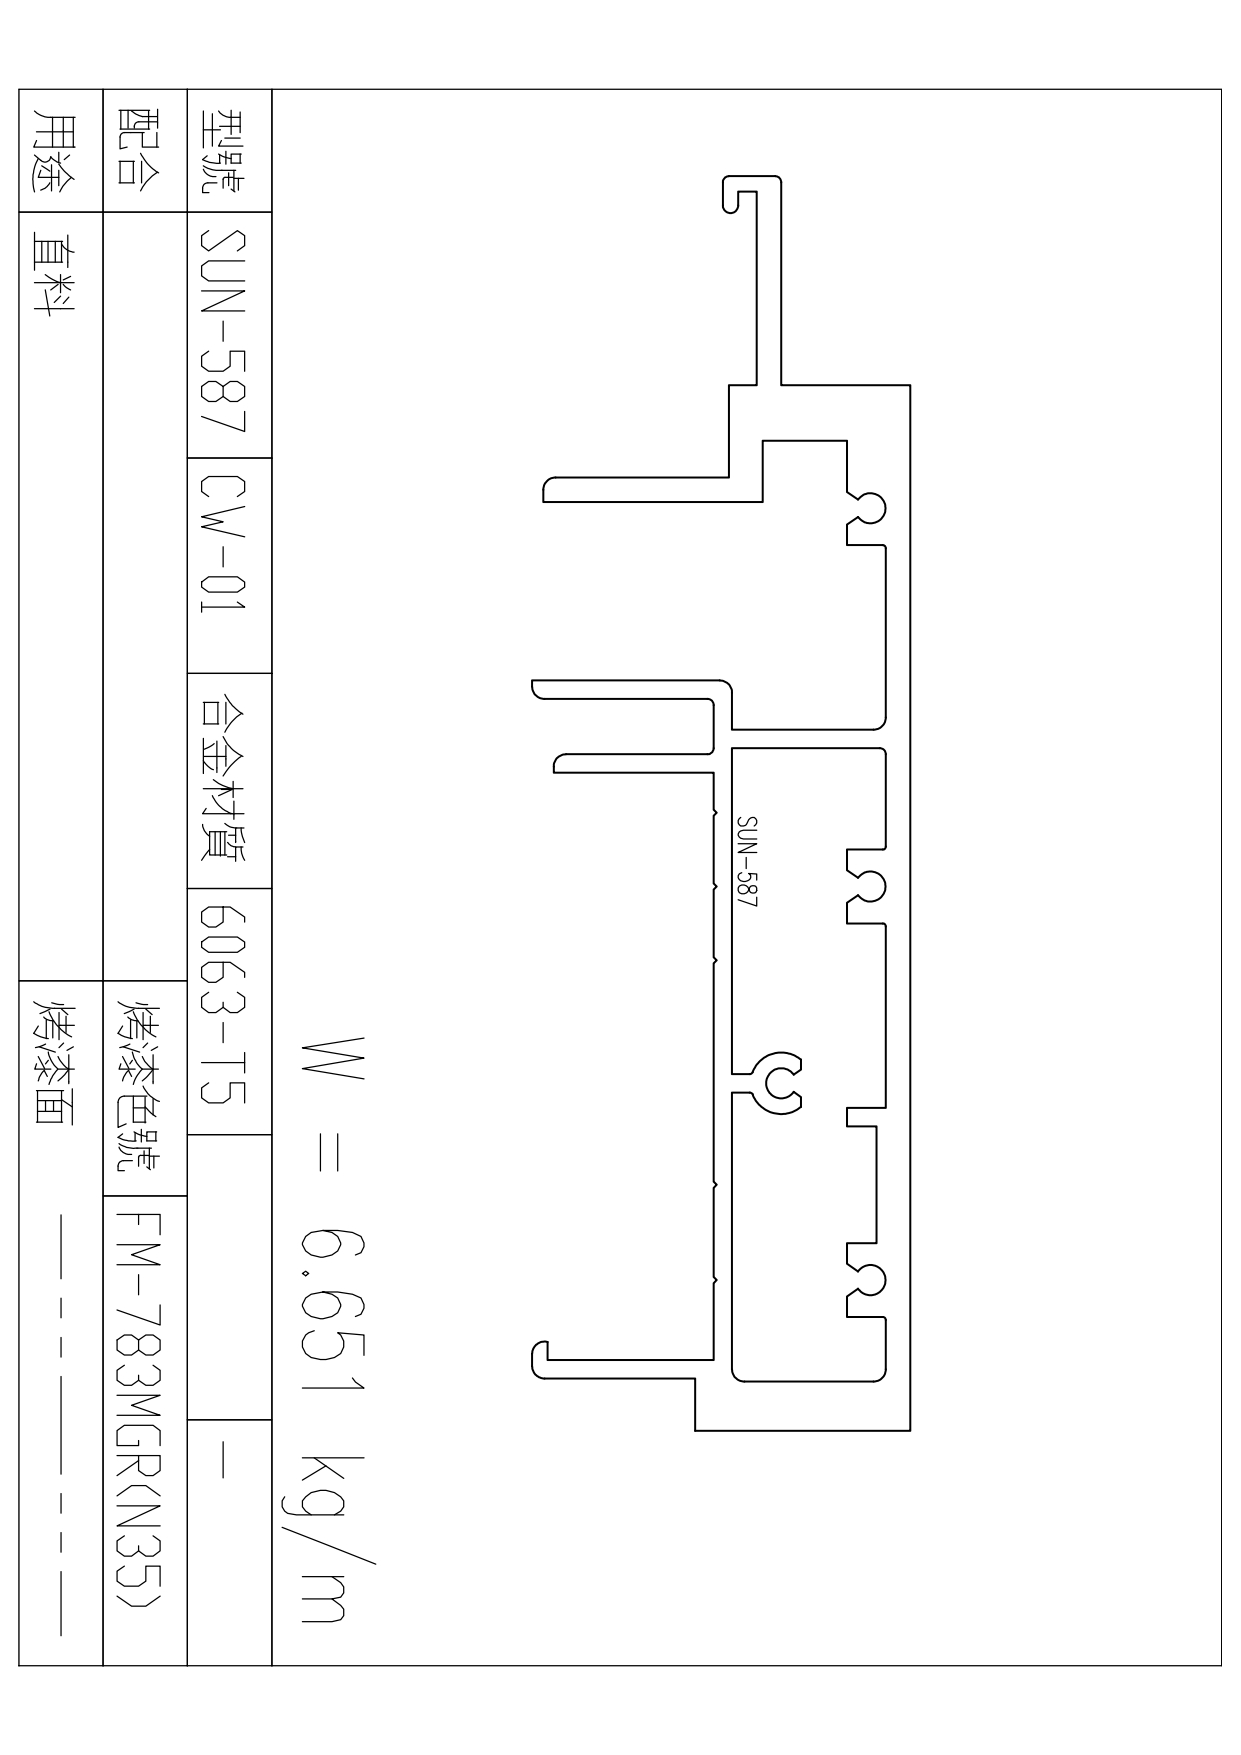 SUN-587
W = 6.651 kg/m
型號 SUN-587 CW-01 合金材質 6063-T5 —
配合 烤漆色號 FM-783MGR(N35)
用途 直料 烤漆面